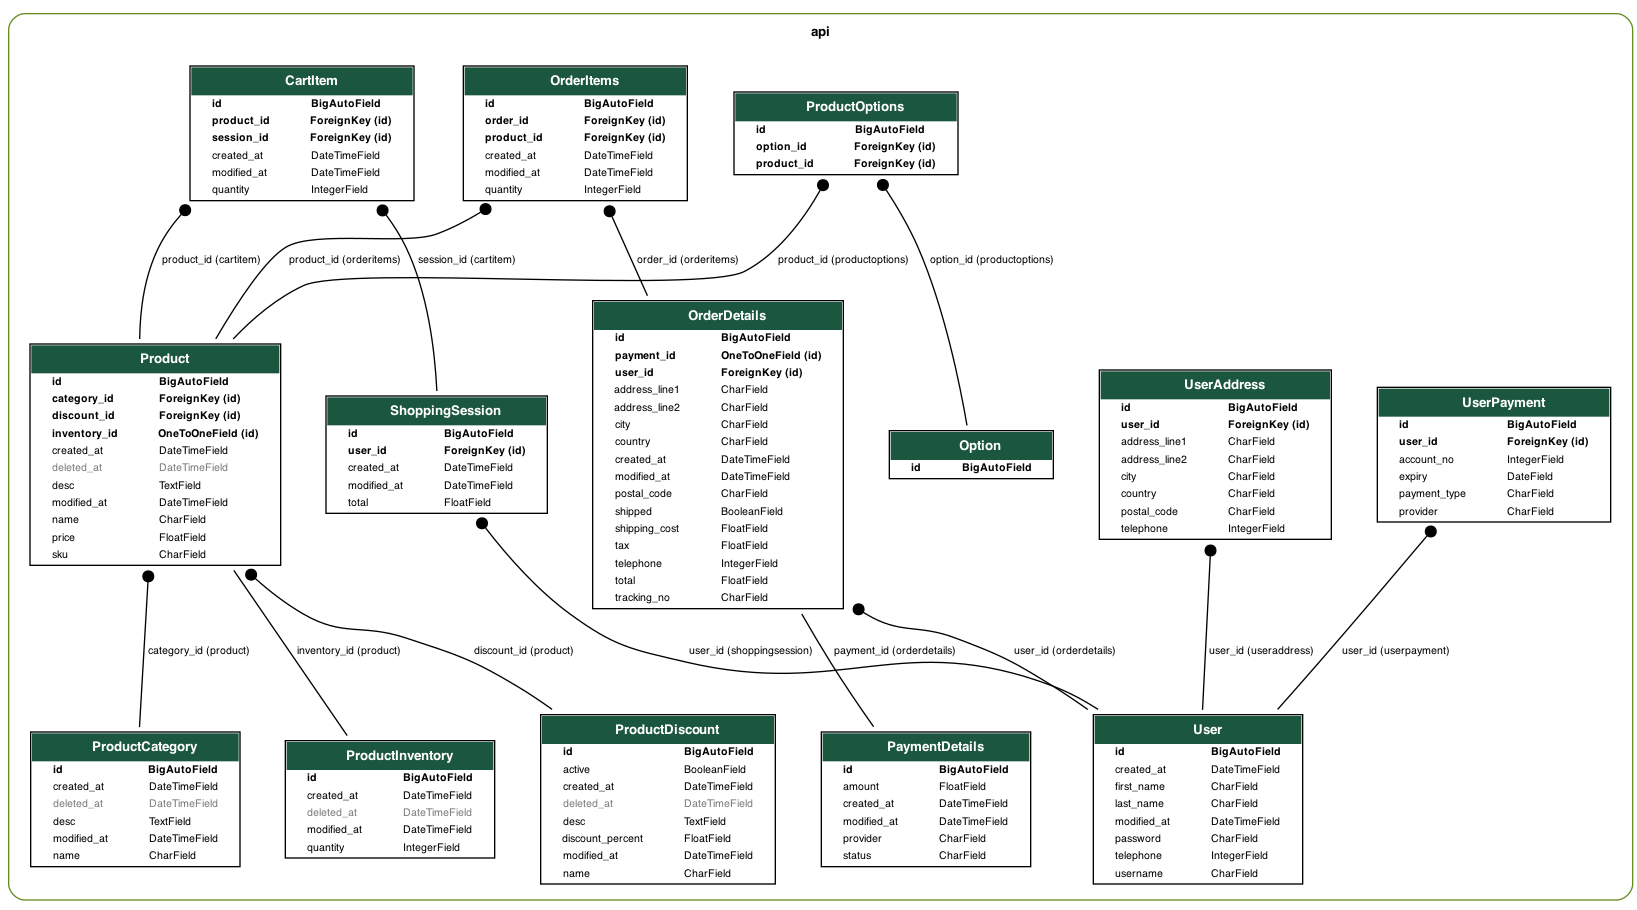 api
CartItem
id BigAutoField
product_id ForeignKey (id)
session_id ForeignKey (id)
created_at DateTimeField
modified_at DateTimeField
quantity IntegerField
OrderItems
id BigAutoField
order_id ForeignKey (id)
product_id ForeignKey (id)
created_at DateTimeField
modified_at DateTimeField
quantity IntegerField
ProductOptions
id BigAutoField
option_id ForeignKey (id)
product_id ForeignKey (id)
product_id (cartitem)
product_id (orderitems)
session_id (cartitem)
order_id (orderitems)
product_id (productoptions)
option_id (productoptions)
Product
id BigAutoField
category_id ForeignKey (id)
discount_id ForeignKey (id)
inventory_id OneToOneField (id)
created_at DateTimeField
deleted_at DateTimeField
desc TextField
modified_at DateTimeField
name CharField
price FloatField
sku CharField
ShoppingSession
id BigAutoField
user_id ForeignKey (id)
created_at DateTimeField
modified_at DateTimeField
total FloatField
OrderDetails
id BigAutoField
payment_id OneToOneField (id)
user_id ForeignKey (id)
address_line1 CharField
address_line2 CharField
city CharField
country CharField
created_at DateTimeField
modified_at DateTimeField
postal_code CharField
shipped BooleanField
shipping_cost FloatField
tax FloatField
telephone IntegerField
total FloatField
tracking_no CharField
Option
id BigAutoField
UserAddress
id BigAutoField
user_id ForeignKey (id)
address_line1 CharField
address_line2 CharField
city CharField
country CharField
postal_code CharField
telephone IntegerField
UserPayment
id BigAutoField
user_id ForeignKey (id)
account_no IntegerField
expiry DateField
payment_type CharField
provider CharField
category_id (product)
inventory_id (product)
discount_id (product)
user_id (shoppingsession)
payment_id (orderdetails)
user_id (orderdetails)
user_id (useraddress)
user_id (userpayment)
ProductCategory
id BigAutoField
created_at DateTimeField
deleted_at DateTimeField
desc TextField
modified_at DateTimeField
name CharField
ProductInventory
id BigAutoField
created_at DateTimeField
deleted_at DateTimeField
modified_at DateTimeField
quantity IntegerField
ProductDiscount
id BigAutoField
active BooleanField
created_at DateTimeField
deleted_at DateTimeField
desc TextField
discount_percent FloatField
modified_at DateTimeField
name CharField
PaymentDetails
id BigAutoField
amount FloatField
created_at DateTimeField
modified_at DateTimeField
provider CharField
status CharField
User
id BigAutoField
created_at DateTimeField
first_name CharField
last_name CharField
modified_at DateTimeField
password CharField
telephone IntegerField
username CharField